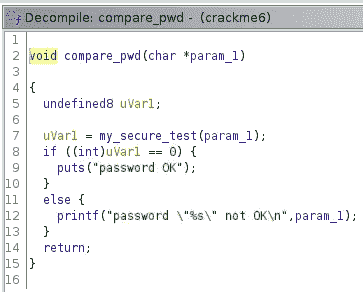 Decompile: compare_pwd - (crackme6)
1
2 void compare_pwd(char *param_1)
3
4 {
5 undefined8 uVar1;
6
7 uVar1 = my_secure_test(param_1);
8 if ((int)uVar1 == 0) {
9 puts("password OK");
10 }
11 else {
12 printf("password \"%s\" not OK\n",param_1);
13 }
14 return;
15 }
16